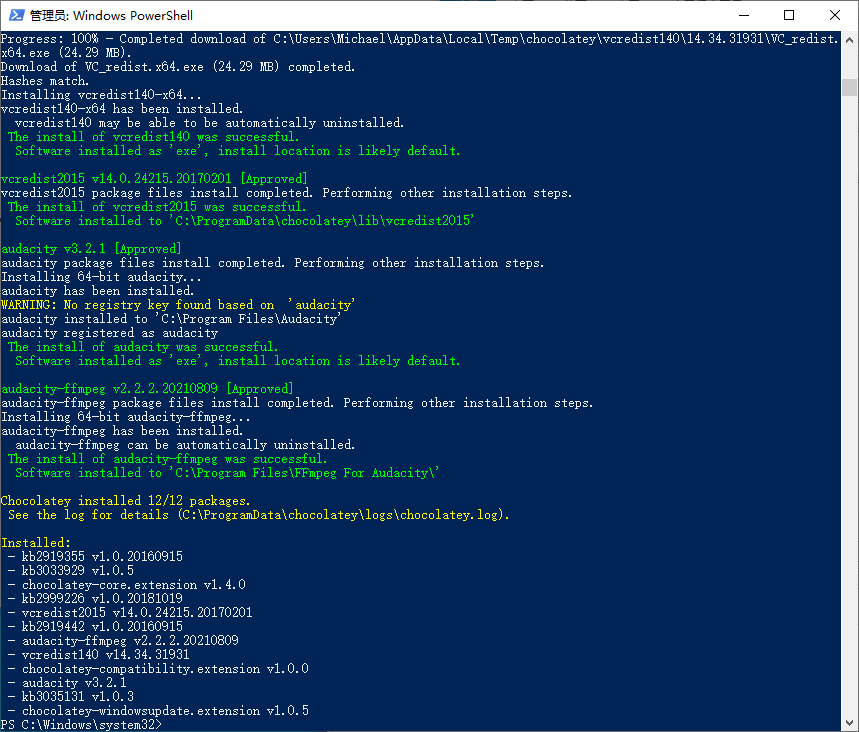 管理员: Windows PowerShell
Progress: 100% - Completed download of C:\Users\Michael\AppData\Local\Temp\chocolatey\vcredist140\14.34.31931\VC_redist.
x64.exe (24.29 MB).
Download of VC_redist.x64.exe (24.29 MB) completed.
Hashes match.
Installing vcredist140-x64...
vcredist140-x64 has been installed.
  vcredist140 may be able to be automatically uninstalled.
 The install of vcredist140 was successful.
  Software installed as 'exe', install location is likely default.
vcredist2015 v14.0.24215.20170201 [Approved]
vcredist2015 package files install completed. Performing other installation steps.
 The install of vcredist2015 was successful.
  Software installed to 'C:\ProgramData\chocolatey\lib\vcredist2015'
audacity v3.2.1 [Approved]
audacity package files install completed. Performing other installation steps.
Installing 64-bit audacity...
audacity has been installed.
WARNING: No registry key found based on  'audacity'
audacity installed to 'C:\Program Files\Audacity'
audacity registered as audacity
 The install of audacity was successful.
  Software installed as 'exe', install location is likely default.
audacity-ffmpeg v2.2.2.20210809 [Approved]
audacity-ffmpeg package files install completed. Performing other installation steps.
Installing 64-bit audacity-ffmpeg...
audacity-ffmpeg has been installed.
  audacity-ffmpeg can be automatically uninstalled.
 The install of audacity-ffmpeg was successful.
  Software installed to 'C:\Program Files\FFmpeg For Audacity\'
Chocolatey installed 12/12 packages.
 See the log for details (C:\ProgramData\chocolatey\logs\chocolatey.log).
Installed:
 - kb2919355 v1.0.20160915
 - kb3033929 v1.0.5
 - chocolatey-core.extension v1.4.0
 - kb2999226 v1.0.20181019
 - vcredist2015 v14.0.24215.20170201
 - kb2919442 v1.0.20160915
 - audacity-ffmpeg v2.2.2.20210809
 - vcredist140 v14.34.31931
 - chocolatey-compatibility.extension v1.0.0
 - audacity v3.2.1
 - kb3035131 v1.0.3
 - chocolatey-windowsupdate.extension v1.0.5
PS C:\Windows\system32>